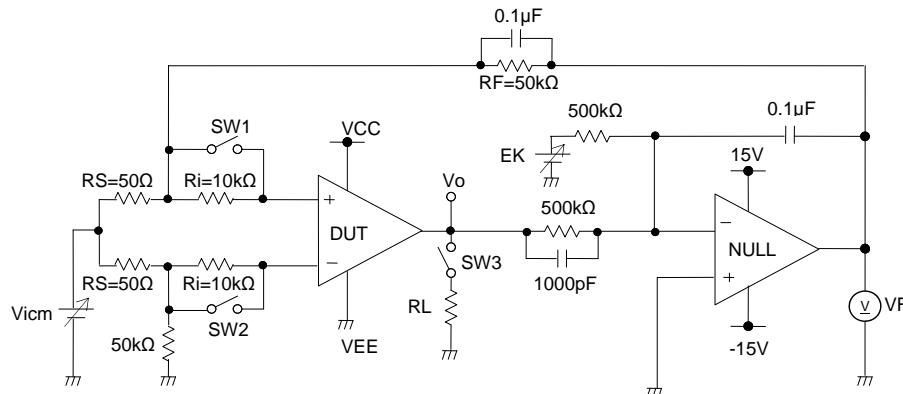 0.1μF
RF=50kΩ
500kΩ
0.1μF
SW1
VCC
EK
15V
RS=50Ω
Ri=10kΩ
Vo
500kΩ
+
DUT
−
−
NULL
+
SW3
1000pF
RS=50Ω
Ri=10kΩ
Vicm
SW2
RL
V
VF
50kΩ
VEE
-15V